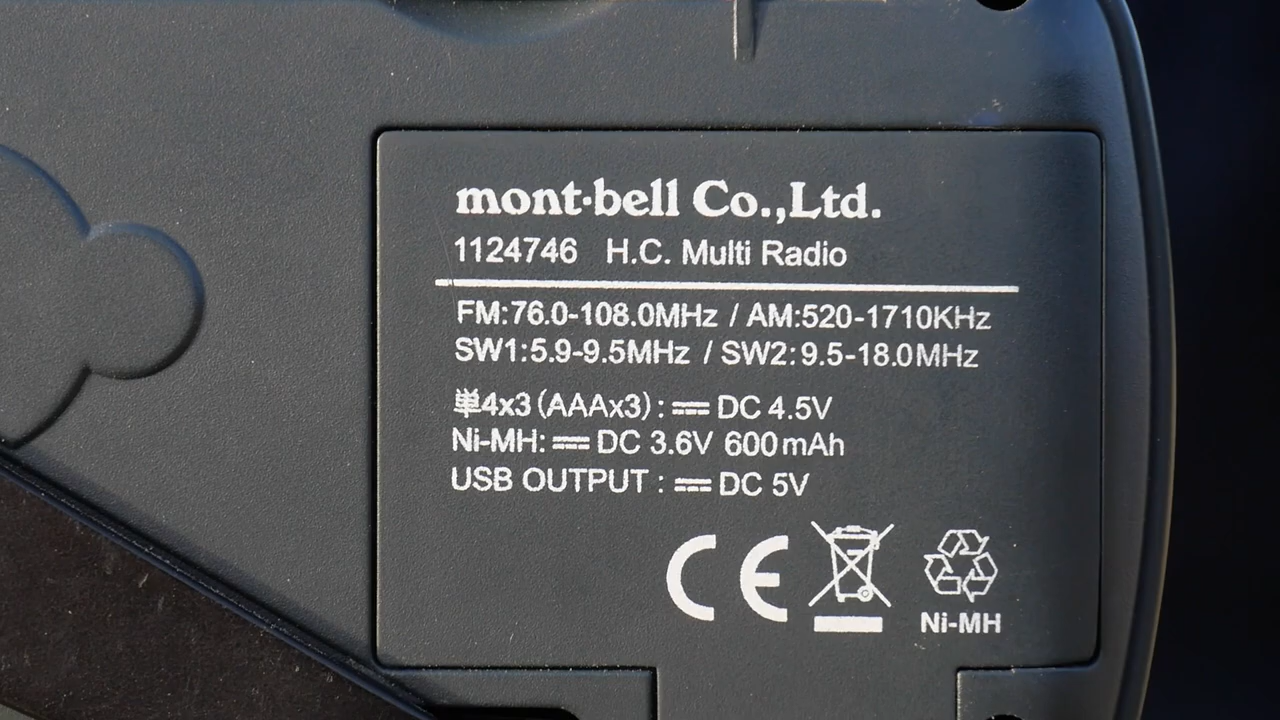 mont·bell Co.,Ltd.
1124746 H.C. Multi Radio
FM:76.0-108.0MHz / AM:520-1710KHz
SW1:5.9-9.5MHz / SW2:9.5-18.0MHz
単4x3(AAAx3): ⎓ DC 4.5V
Ni-MH: ⎓ DC 3.6V 600mAh
USB OUTPUT : ⎓ DC 5V
CE
Ni-MH